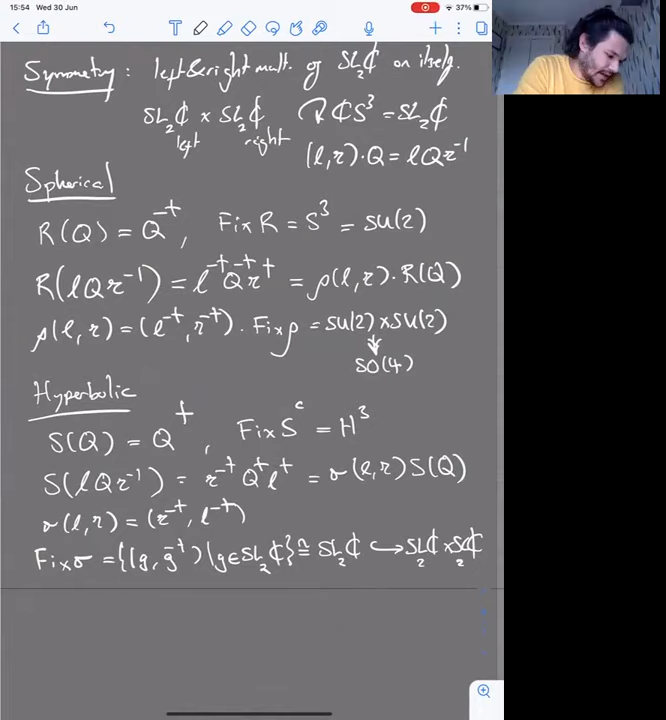 15:54 Wed 30 Jun
37%
Symmetry: left & right mult. of SL₂ℂ on itself.
SL₂ℂ × SL₂ℂ ↷ ℂS³ = SL₂ℂ
left right (l, r)·Q = lQr⁻¹
Spherical
R(Q) = Q⁻†, Fix R = S³ = SU(2)
R(lQr⁻¹) = l⁻†Q⁻†r† = ρ(l, r)·R(Q)
ρ(l, r) = (l⁻†, r⁻†). Fix ρ = SU(2) × SU(2)
↓
SO(4)
Hyperbolic
S(Q) = Q†, Fix Sᶜ = H³
S(lQr⁻¹) = r⁻†Q†l† = σ(l, r) S(Q)
σ(l, r) = (r⁻†, l⁻†)
Fix σ = {(g, g⁻†) | g ∈ SL₂ℂ} ≅ SL₂ℂ ↪ SL₂ℂ × SL₂ℂ